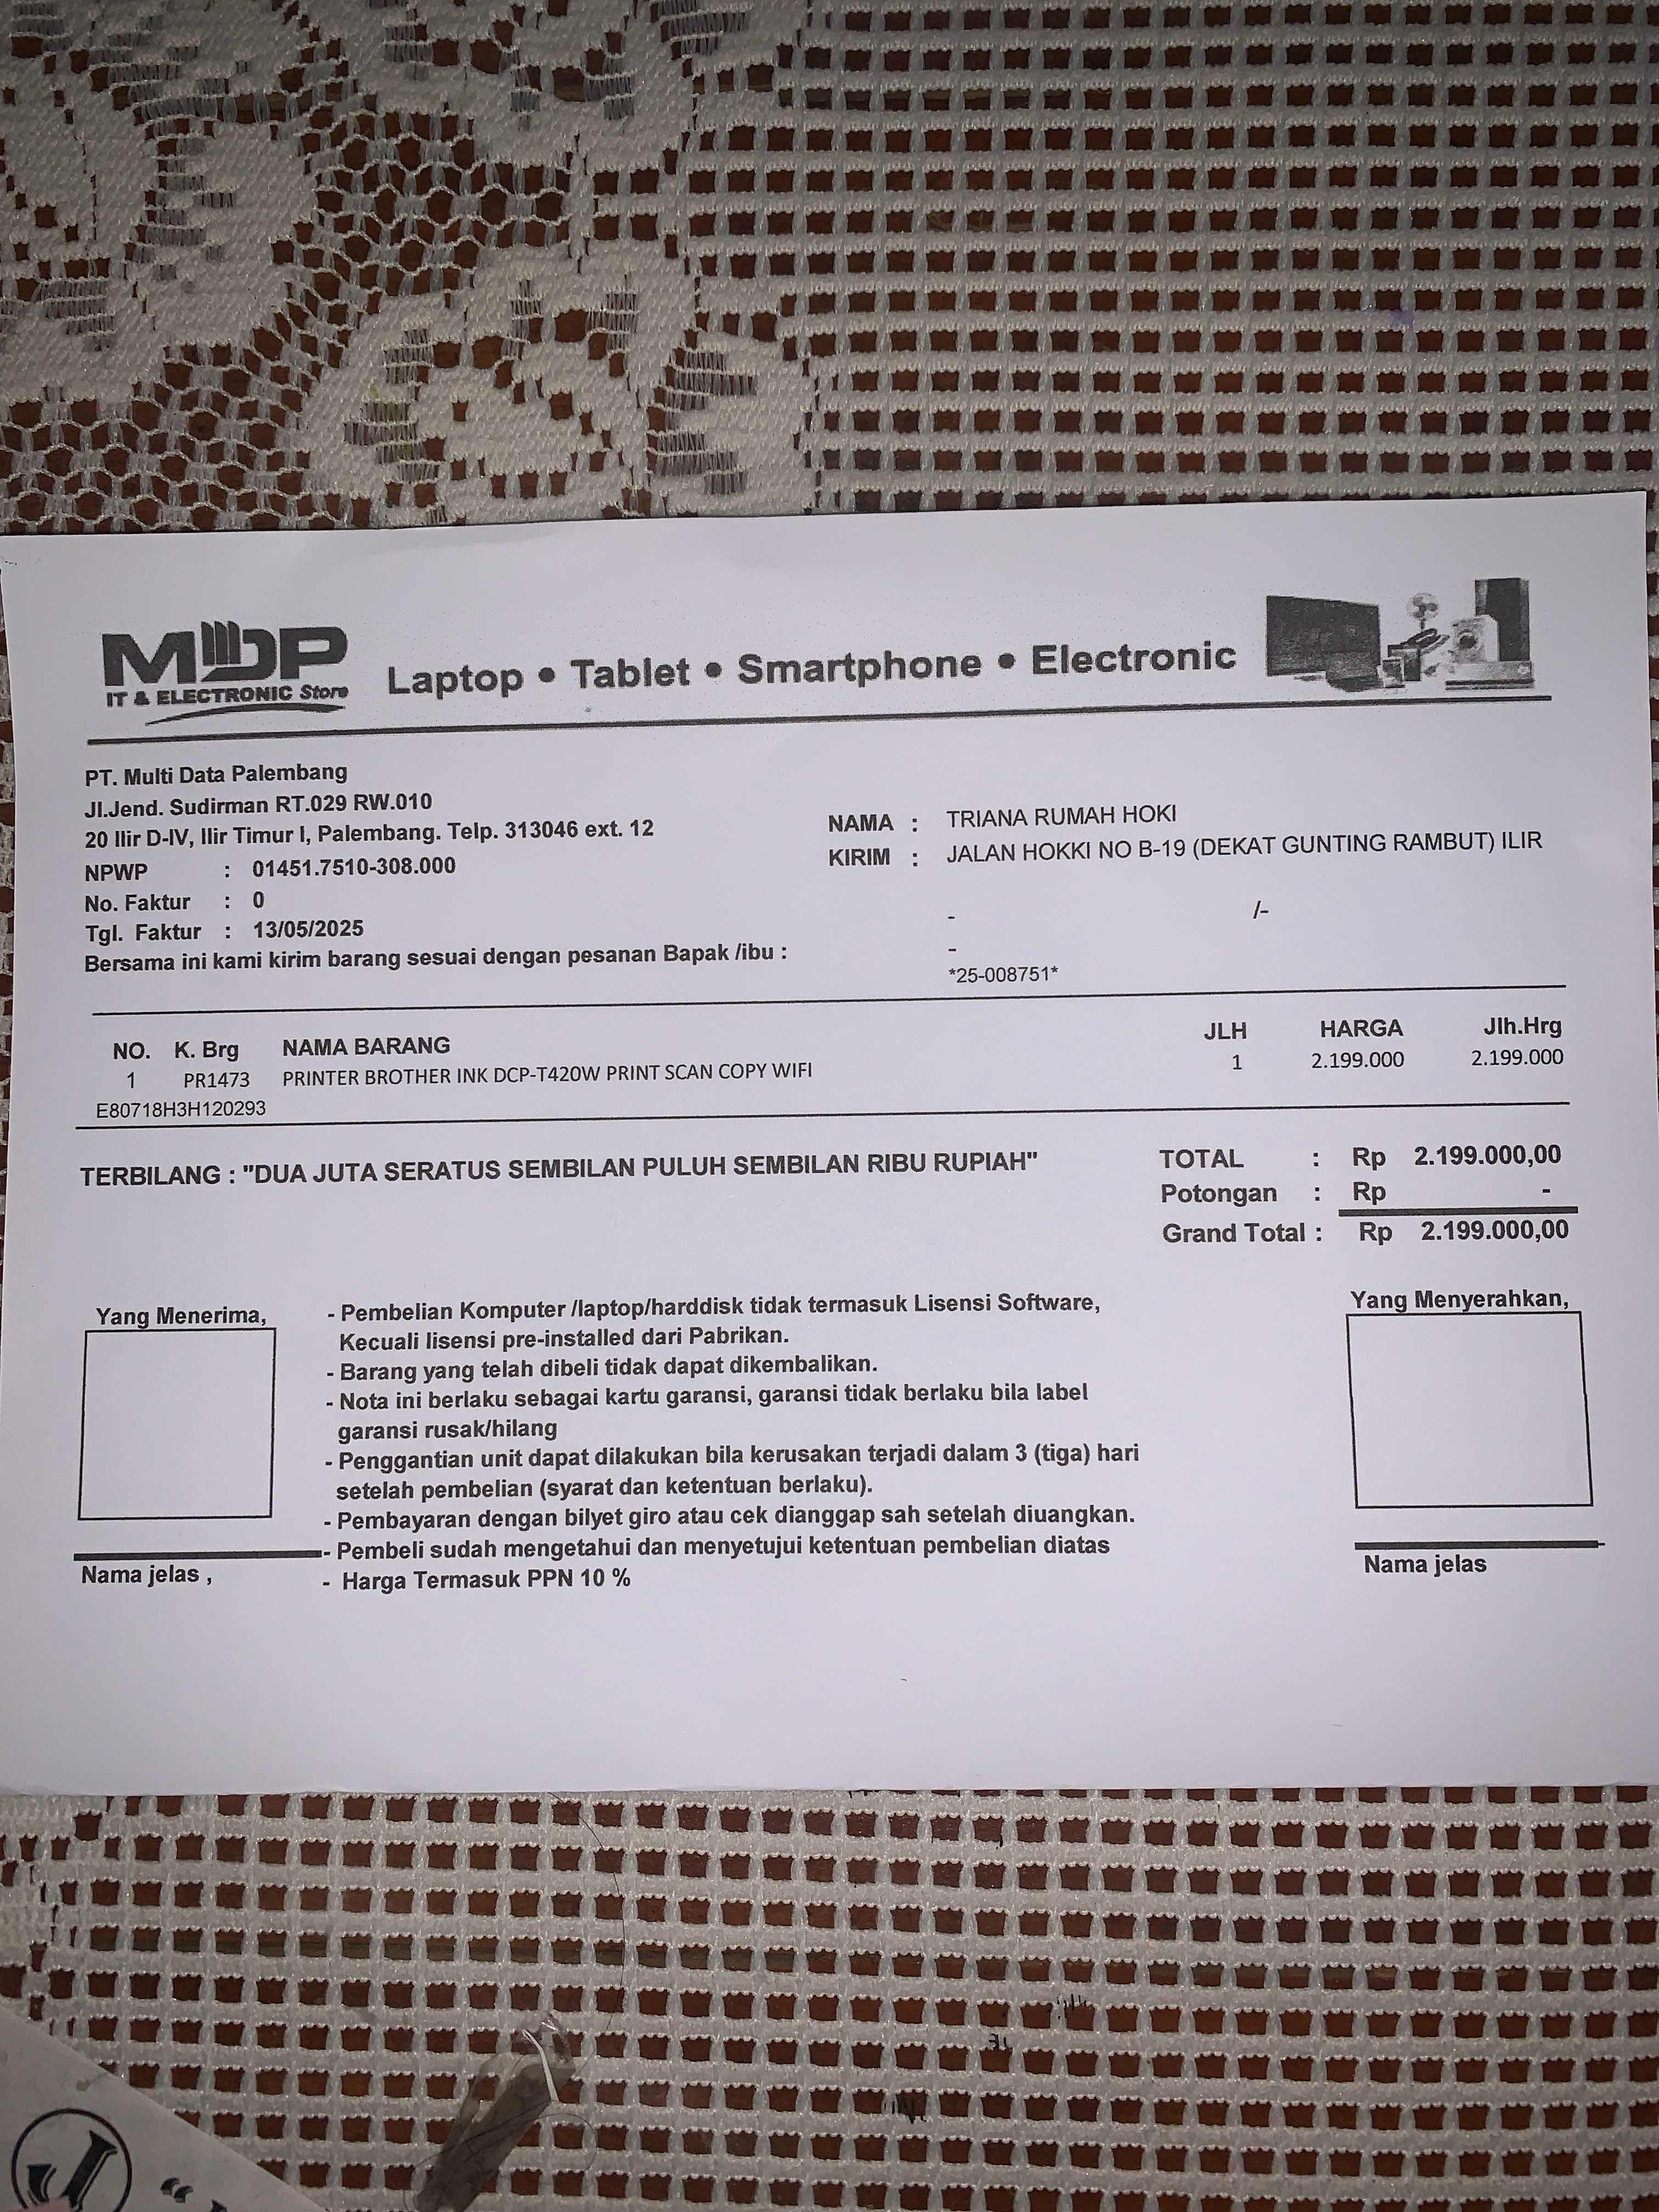 MDP
IT & ELECTRONIC Store
Laptop • Tablet • Smartphone • Electronic
PT. Multi Data Palembang
Jl.Jend. Sudirman RT.029 RW.010
20 Ilir D-IV, Ilir Timur I, Palembang. Telp. 313046 ext. 12
NPWP : 01451.7510-308.000
No. Faktur : 0
Tgl. Faktur : 13/05/2025
Bersama ini kami kirim barang sesuai dengan pesanan Bapak /ibu :
NAMA : TRIANA RUMAH HOKI
KIRIM : JALAN HOKKI NO B-19 (DEKAT GUNTING RAMBUT) ILIR
- /-
-
*25-008751*
NO. K. Brg NAMA BARANG JLH HARGA Jlh.Hrg
1 PR1473 PRINTER BROTHER INK DCP-T420W PRINT SCAN COPY WIFI 1 2.199.000 2.199.000
E80718H3H120293
TERBILANG : "DUA JUTA SERATUS SEMBILAN PULUH SEMBILAN RIBU RUPIAH"
TOTAL : Rp 2.199.000,00
Potongan : Rp -
Grand Total : Rp 2.199.000,00
Yang Menerima,
Nama jelas ,
- Pembelian Komputer /laptop/harddisk tidak termasuk Lisensi Software,
Kecuali lisensi pre-installed dari Pabrikan.
- Barang yang telah dibeli tidak dapat dikembalikan.
- Nota ini berlaku sebagai kartu garansi, garansi tidak berlaku bila label
garansi rusak/hilang
- Penggantian unit dapat dilakukan bila kerusakan terjadi dalam 3 (tiga) hari
setelah pembelian (syarat dan ketentuan berlaku).
- Pembayaran dengan bilyet giro atau cek dianggap sah setelah diuangkan.
- Pembeli sudah mengetahui dan menyetujui ketentuan pembelian diatas
- Harga Termasuk PPN 10 %
Yang Menyerahkan,
Nama jelas